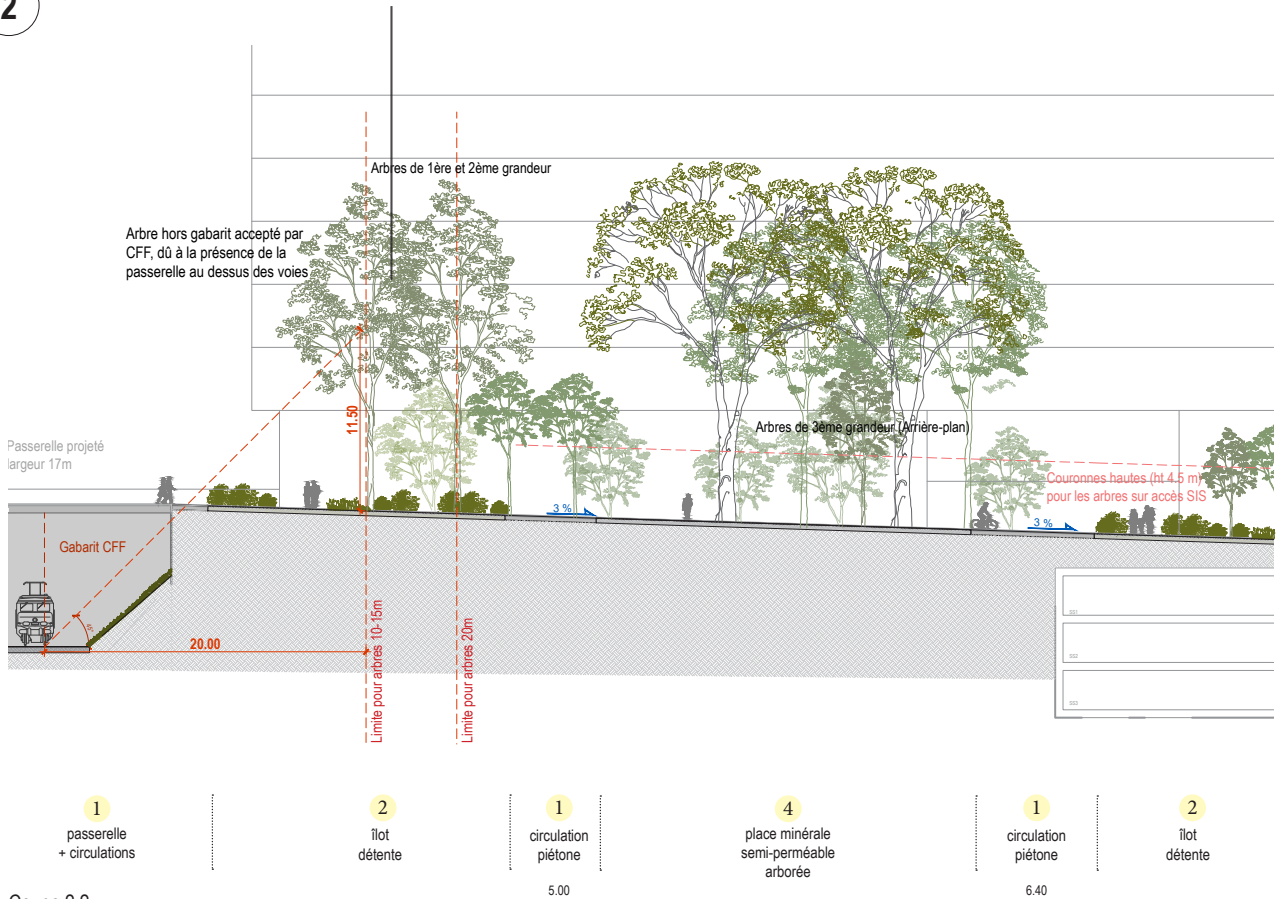 2
Arbres de 1ère et 2ème grandeur
Arbre hors gabarit accepté par
CFF, dû à la présence de la
passerelle au dessus des voies
11.50
Arbres de 3ème grandeur (Arrière-plan)
Passerelle projeté
largeur 17m
Couronnes hautes (ht 4.5 m)
pour les arbres sur accès SIS
3 %
3 %
Gabarit CFF
45°
20.00
Limite pour arbres 10-15m
Limite pour arbres 20m
SS1
SS2
SS2
1
passerelle
+ circulations
2
îlot
détente
1
circulation
piétone
5.00
4
place minérale
semi-perméable
arborée
1
circulation
piétone
6.40
2
îlot
détente